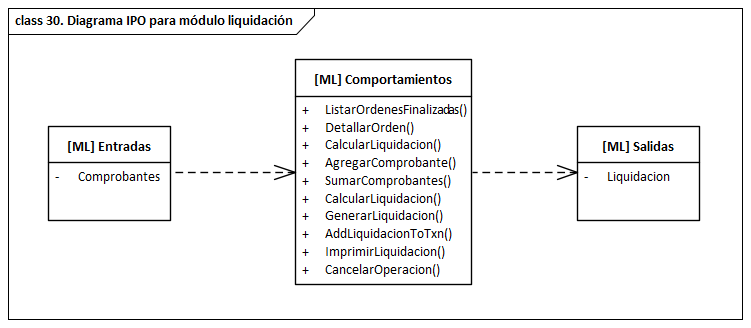 class 30. Diagrama IPO para módulo liquidación
[ML] Entradas
- Comprobantes
[ML] Comportamientos
+ ListarOrdenesFinalizadas()
+ DetallarOrden()
+ CalcularLiquidacion()
+ AgregarComprobante()
+ SumarComprobantes()
+ CalcularLiquidacion()
+ GenerarLiquidacion()
+ AddLiquidacionToTxn()
+ ImprimirLiquidacion()
+ CancelarOperacion()
[ML] Salidas
- Liquidacion